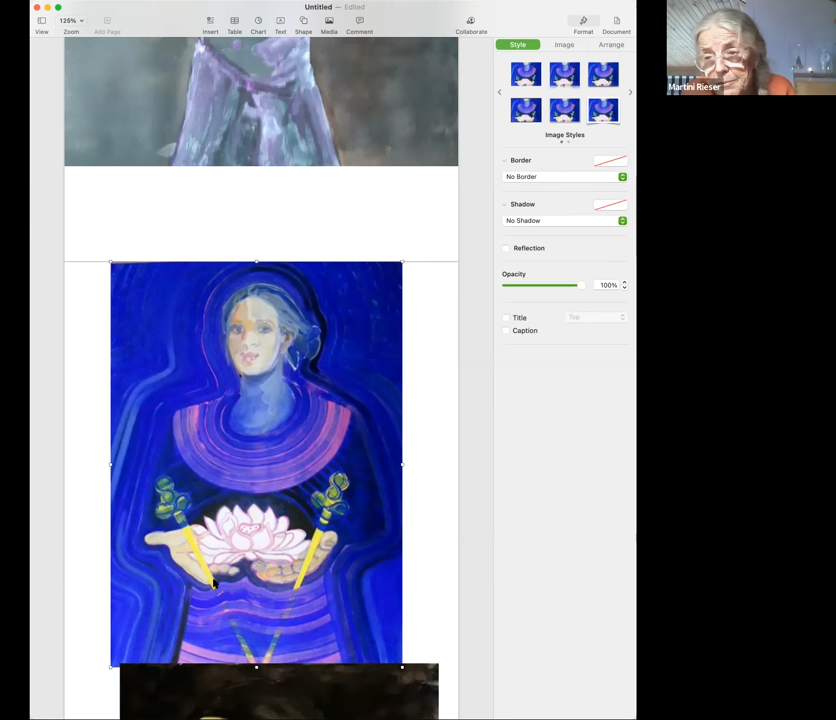 Untitled — Edited
125%
View Zoom Add Page Insert Table Chart Text Shape Media Comment Collaborate Format Document
Style Image Arrange
Martini Rieser
Image Styles
Border
No Border
Shadow
No Shadow
Reflection
Opacity
100%
Title Top
Caption